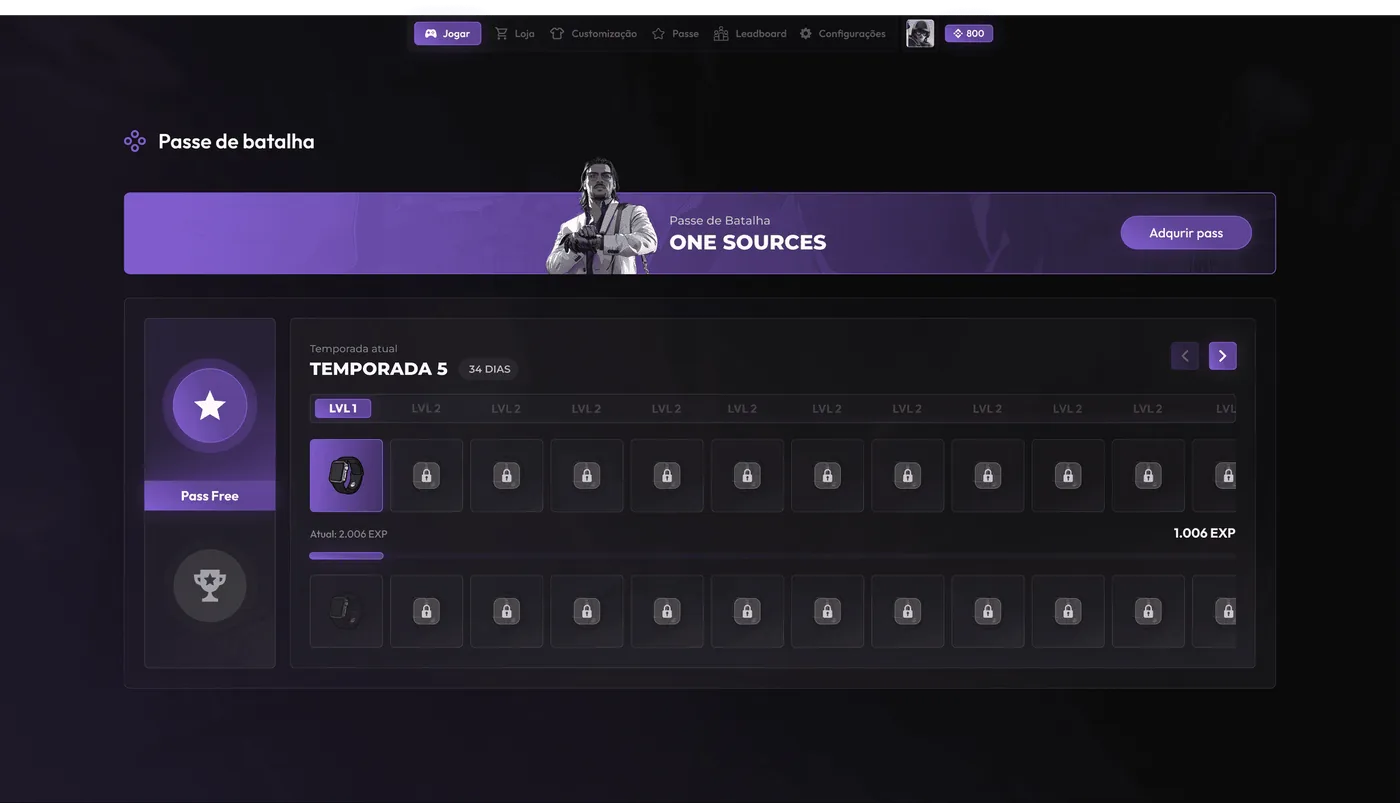 Jogar
Loja
Customização
Passe
Leadboard
Configurações
800
Passe de batalha
Passe de Batalha
ONE SOURCES
Adqurir pass
Temporada atual
TEMPORADA 5
34 DIAS
LVL 1
LVL 2
LVL 2
LVL 2
LVL 2
LVL 2
LVL 2
LVL 2
LVL 2
LVL 2
LVL 2
LVL
Pass Free
Atual: 2.006 EXP
1.006 EXP